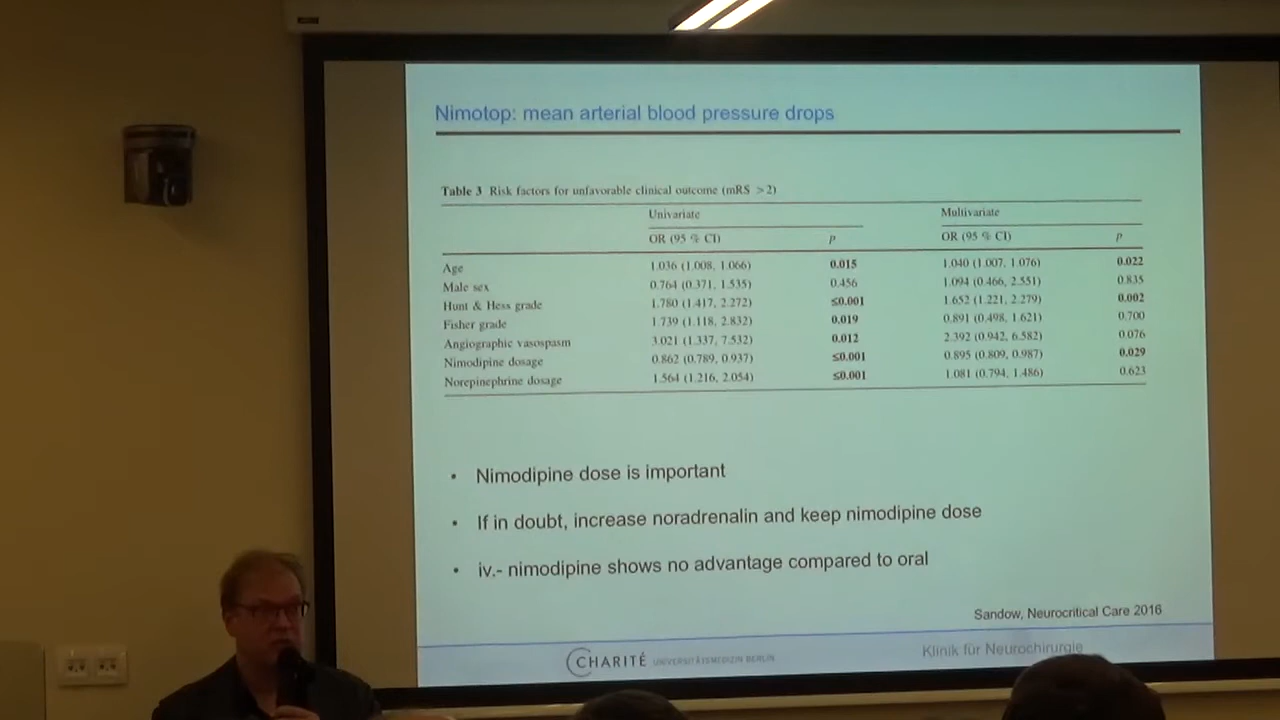 Nimotop: mean arterial blood pressure drops
Table 3 Risk factors for unfavorable clinical outcome (mRS >2)
Univariate Multivariate
OR (95 % CI) p OR (95 % CI) p
Age 1.036 (1.008, 1.066) 0.015 1.040 (1.007, 1.076) 0.022
Male sex 0.764 (0.371, 1.535) 0.456 1.094 (0.466, 2.551) 0.835
Hunt & Hess grade 1.780 (1.417, 2.272) ≤0.001 1.652 (1.221, 2.279) 0.002
Fisher grade 1.739 (1.118, 2.832) 0.019 0.891 (0.498, 1.621) 0.700
Angiographic vasospasm 3.021 (1.337, 7.532) 0.012 2.392 (0.942, 6.582) 0.076
Nimodipine dosage 0.862 (0.789, 0.937) ≤0.001 0.895 (0.809, 0.987) 0.029
Norepinephrine dosage 1.564 (1.216, 2.054) ≤0.001 1.081 (0.794, 1.486) 0.623
• Nimodipine dose is important
• If in doubt, increase noradrenalin and keep nimodipine dose
• iv.- nimodipine shows no advantage compared to oral
Sandow, Neurocritical Care 2016
CHARITÉ UNIVERSITÄTSMEDIZIN BERLIN Klinik für Neurochirurgie